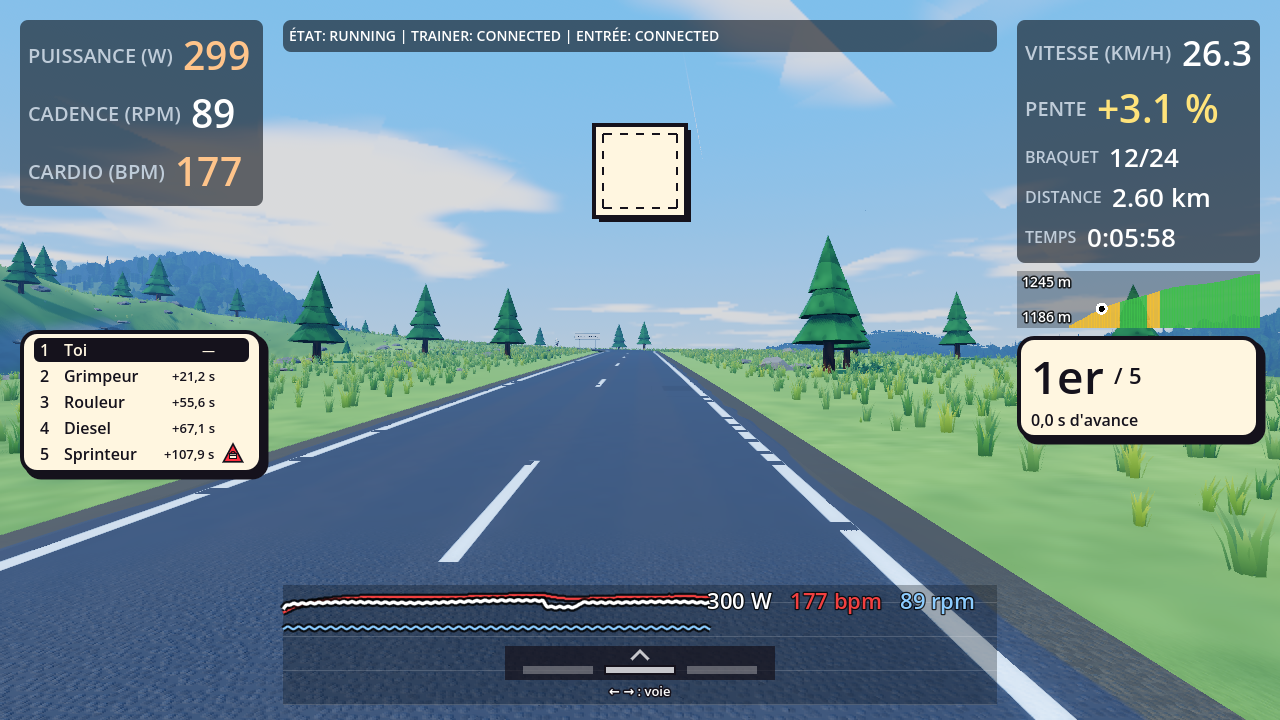 PUISSANCE (W) 299
CADENCE (RPM) 89
CARDIO (BPM) 177
ÉTAT: RUNNING | TRAINER: CONNECTED | ENTRÉE: CONNECTED
VITESSE (KM/H) 26.3
PENTE +3.1 %
BRAQUET 12/24
DISTANCE 2.60 km
TEMPS 0:05:58
1245 m
1186 m
1 Toi —
2 Grimpeur +21,2 s
3 Rouleur +55,6 s
4 Diesel +67,1 s
5 Sprinteur +107,9 s
1er / 5
0,0 s d'avance
300 W 177 bpm 89 rpm
← → : voie